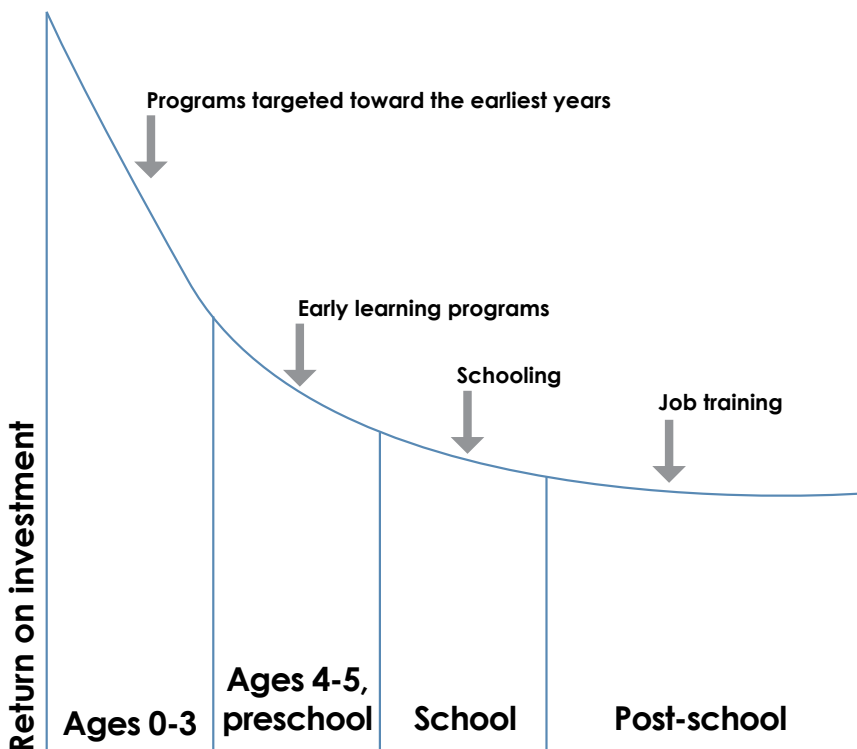 Programs targeted toward the earliest years
Early learning programs
Schooling
Job training
Return on investment
Ages 0-3
Ages 4-5,
preschool
School
Post-school